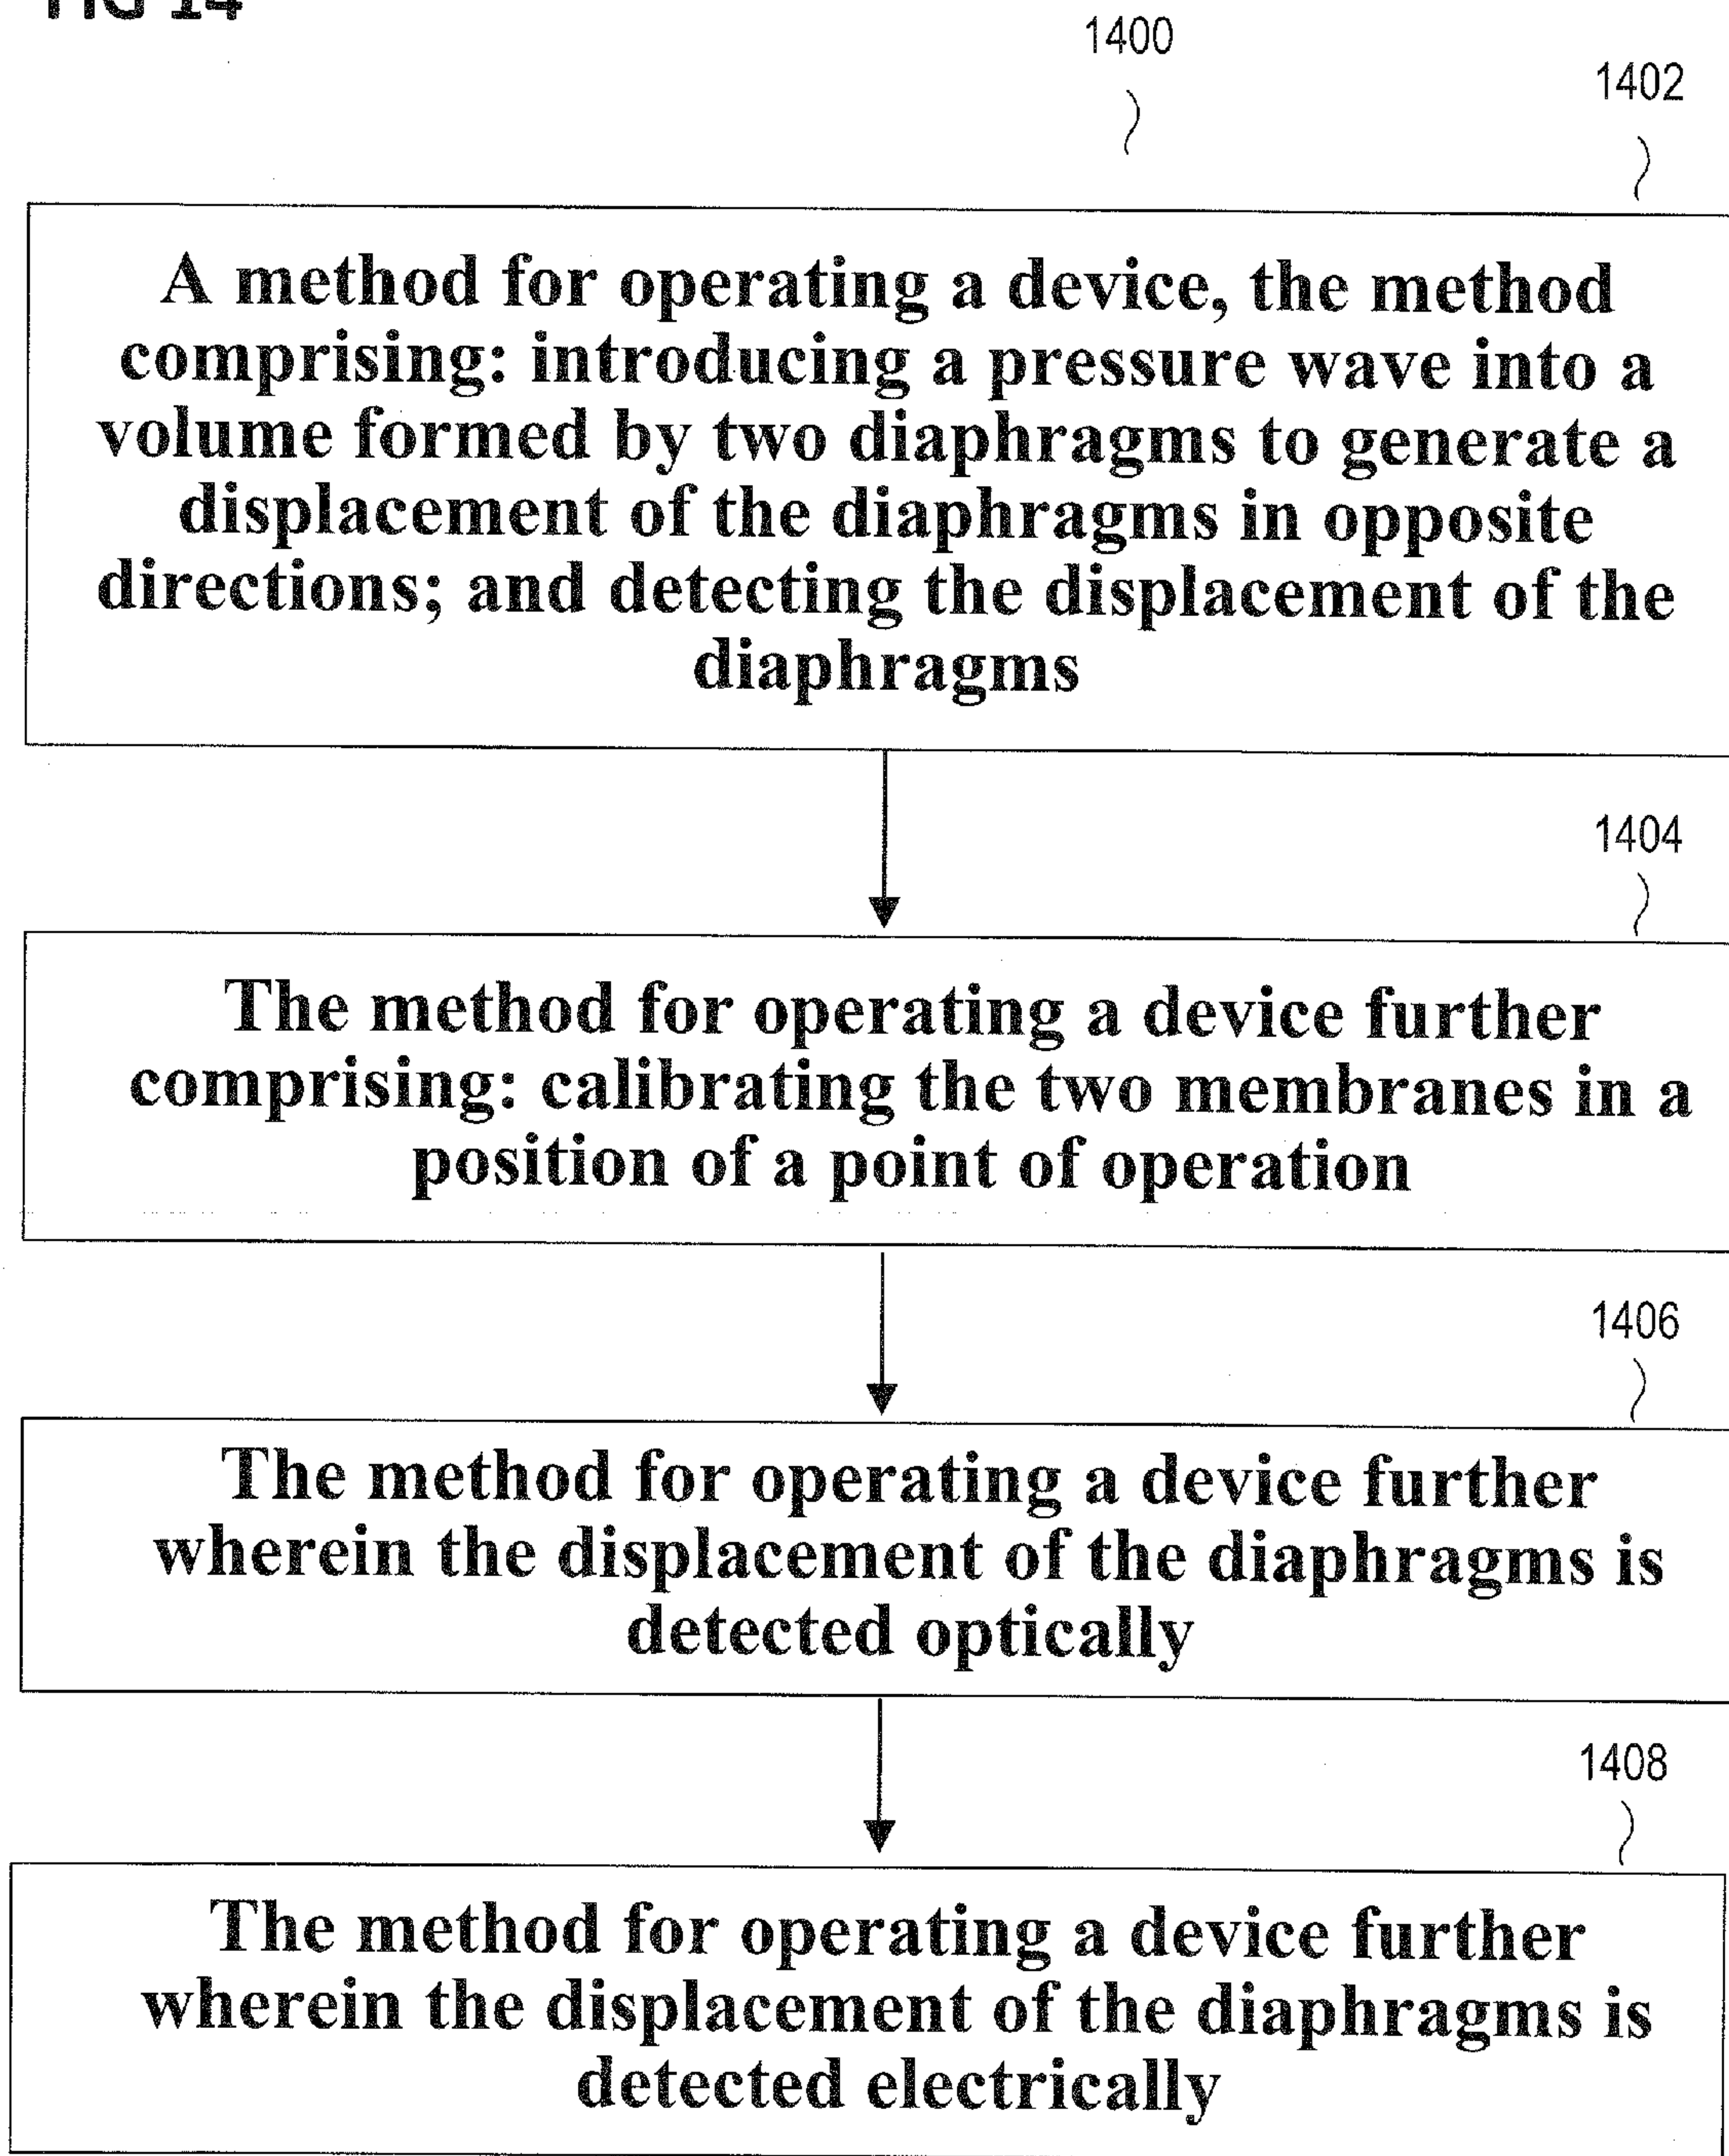 FIG 14
1400
1402
A method for operating a device, the method
comprising: introducing a pressure wave into a
volume formed by two diaphragms to generate a
displacement of the diaphragms in opposite
directions; and detecting the displacement of the
diaphragms
1404
The method for operating a device further
comprising: calibrating the two membranes in a
position of a point of operation
1406
The method for operating a device further
wherein the displacement of the diaphragms is
detected optically
1408
The method for operating a device further
wherein the displacement of the diaphragms is
detected electrically